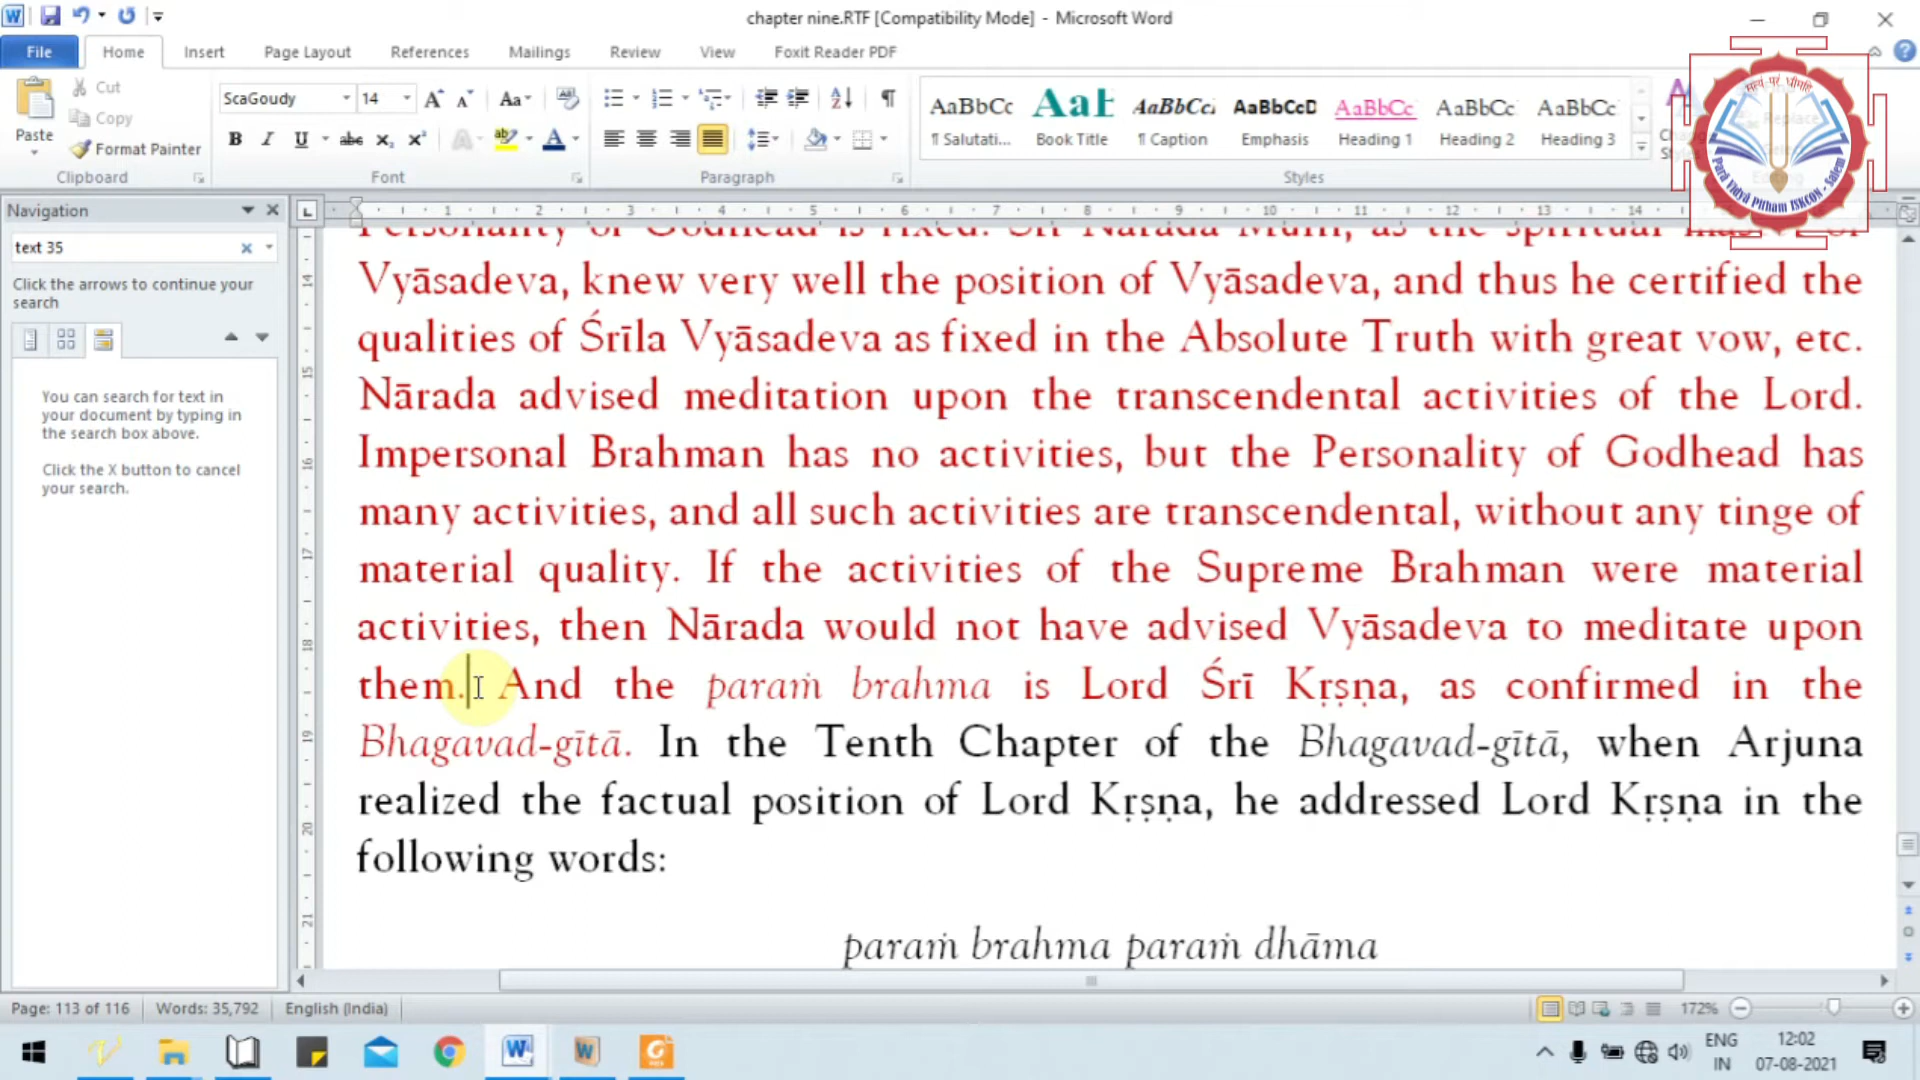 chapter nine.RTF [Compatibility Mode] - Microsoft Word
File Home Insert Page Layout References Mailings Review View Foxit Reader PDF
Paste Cut Copy Format Painter
ScaGoudy 14
AaBbCc AaB AaBbCc AaBbCcD AaBbCc AaBbCc AaBbCc
¶ Salutati... Book Title ¶ Caption Emphasis Heading 1 Heading 2 Heading 3
Clipboard Font Paragraph Styles
Para Vidya Pitham ISKCON - Salem
Navigation
text 35
Click the arrows to continue your
search
You can search for text in
your document by typing in
the search box above.
Click the X button to cancel
your search.
Vyāsadeva, knew very well the position of Vyāsadeva, and thus he certified the
qualities of Śrīla Vyāsadeva as fixed in the Absolute Truth with great vow, etc.
Nārada advised meditation upon the transcendental activities of the Lord.
Impersonal Brahman has no activities, but the Personality of Godhead has
many activities, and all such activities are transcendental, without any tinge of
material quality. If the activities of the Supreme Brahman were material
activities, then Nārada would not have advised Vyāsadeva to meditate upon
them. And the paraṁ brahma is Lord Śrī Kṛṣṇa, as confirmed in the
Bhagavad-gītā. In the Tenth Chapter of the Bhagavad-gītā, when Arjuna
realized the factual position of Lord Kṛṣṇa, he addressed Lord Kṛṣṇa in the
following words:
paraṁ brahma paraṁ dhāma
Page: 113 of 116 Words: 35,792 English (India) 172%
ENG 12:02
IN 07-08-2021